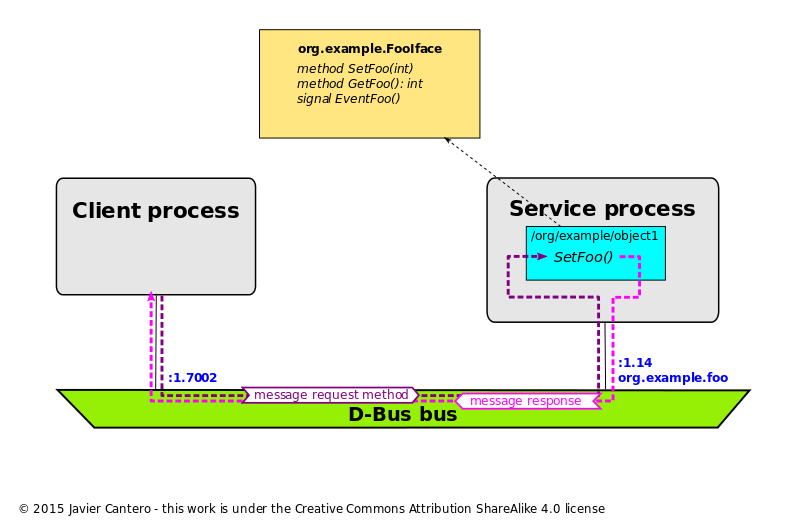 org.example.FooIface
method SetFoo(int)
method GetFoo(): int
signal EventFoo()
Client process
Service process
/org/example/object1
SetFoo()
:1.7002
:1.14
org.example.foo
message request method
message response
D-Bus bus
© 2015 Javier Cantero - this work is under the Creative Commons Attribution ShareAlike 4.0 license